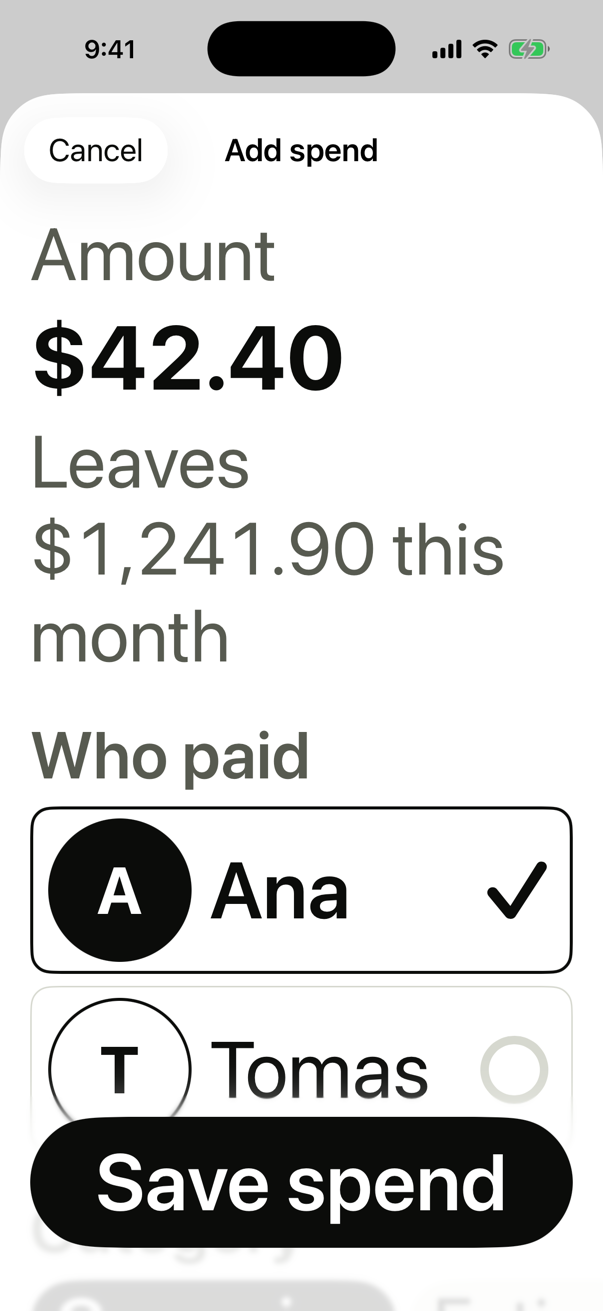 9:41
Cancel
Add spend
Amount
$42.40
Leaves
$1,241.90 this
month
Who paid
A
Ana
T
Tomas
Save spend